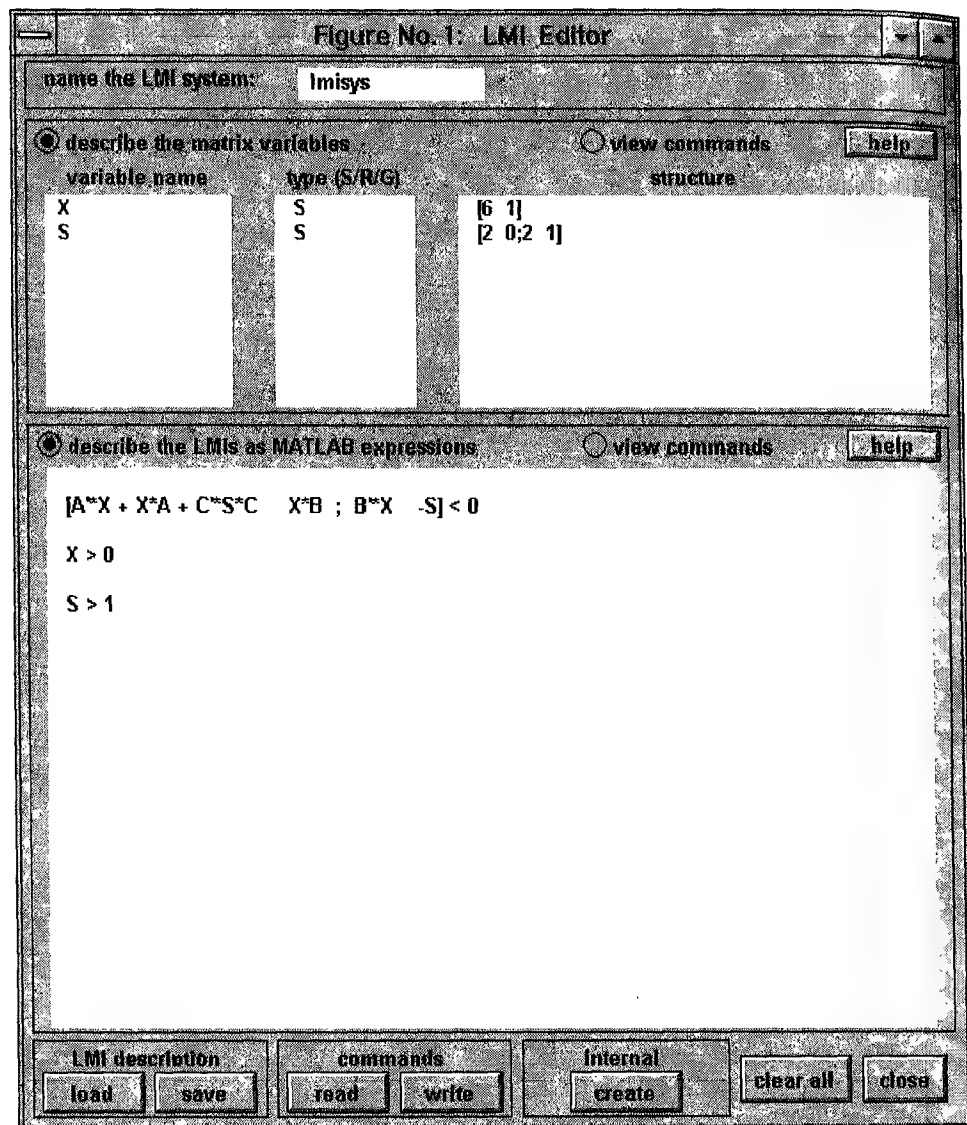 Figure No. 1: LMI Editor
name the LMI system: lmisys
describe the matrix variables view commands help
variable name type (S/R/G) structure
X S [6 1]
S S [2 0;2 1]
describe the LMIs as MATLAB expressions view commands help
[A'*X + X*A + C'*S*C X*B ; B'*X -S] < 0
X > 0
S > 1
LMI description commands Internal
load save read write create clear all close